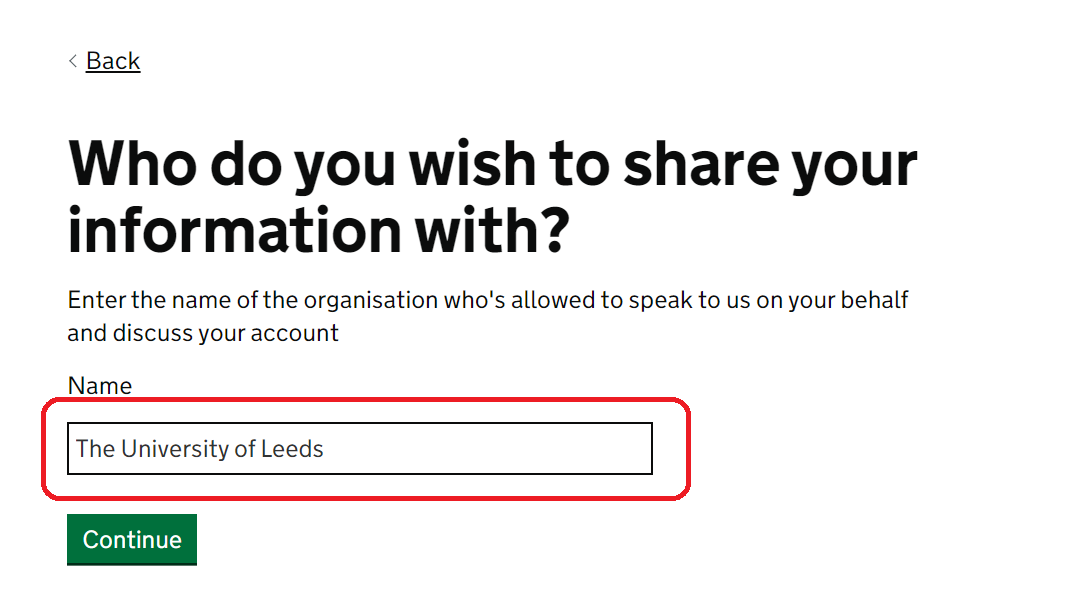 Back
Who do you wish to share your
information with?
Enter the name of the organisation who's allowed to speak to us on your behalf
and discuss your account
Name
The University of Leeds
Continue